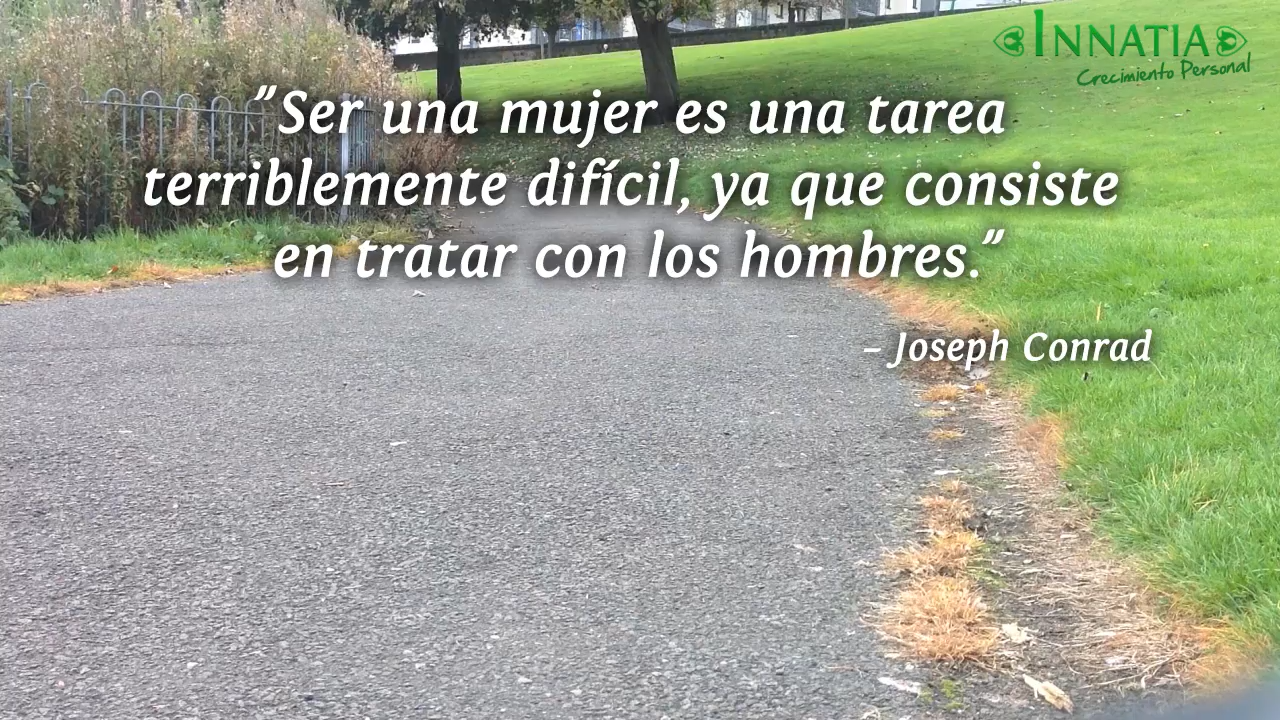 INNATIA
Crecimiento Personal
"Ser una mujer es una tarea
terriblemente difícil, ya que consiste
en tratar con los hombres."
– Joseph Conrad